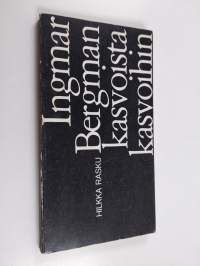 Ingmar
Bergman
kasvoista
kasvoihin
HILKKA RASKU